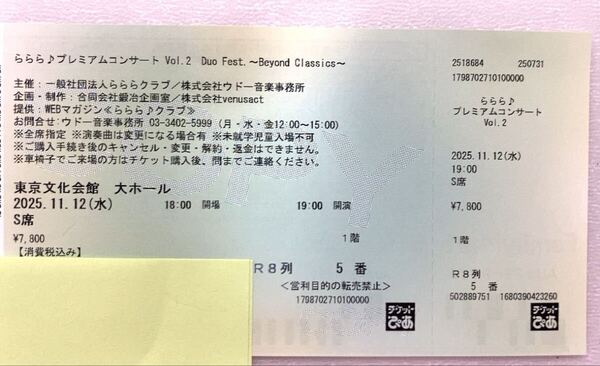 ららら♪プレミアムコンサート Vol.2　Duo Fest.～Beyond Classics～
主催：一般社団法人らららクラブ／株式会社ウドー音楽事務所
企画・制作：合同会社鍛冶企画室／株式会社venusact
提供：WEBマガジン≪ららら♪クラブ≫
お問合せ：ウドー音楽事務所 03-3402-5999（月・水・金12:00～15:00）
※全席指定 ※演奏曲は変更になる場合有 ※未就学児童入場不可
※ご購入手続き後のキャンセル・変更・解約・返金はできません。
※車椅子でご来場の方はチケット購入後、問までご連絡ください。
東京文化会館　大ホール
2025.11.12(水)　18:00 開場　19:00 開演
S席
¥7,800　1階
【消費税込み】
R8列　5 番
＜営利目的の転売禁止＞
1798702710100000
チケットぴあ
2518684　250731
1798702710100000
ららら♪
プレミアムコンサート
Vol.2
2025.11.12(水)
19:00
S席
¥7,800
1階
R8列
5 番
502889751 1680390423260
チケットぴあ